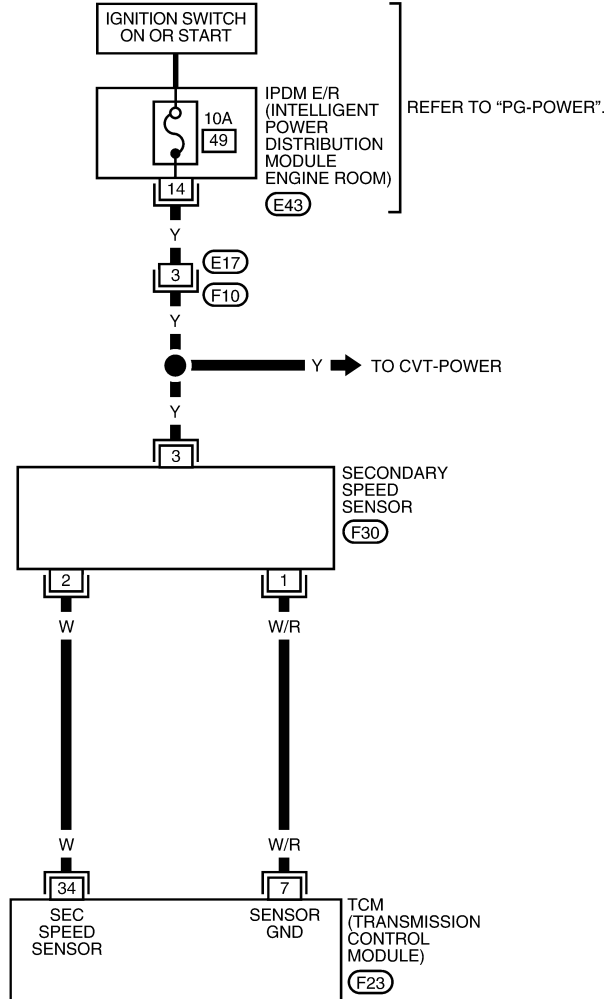 IGNITION SWITCH
ON OR START
IPDM E/R
(INTELLIGENT
POWER
DISTRIBUTION
MODULE
ENGINE ROOM)
REFER TO “PG-POWER”.
10A
49
14
E43
Y
3
E17
F10
Y
Y
TO CVT-POWER
Y
3
SECONDARY
SPEED
SENSOR
F30
2
1
W
W/R
W
W/R
34
7
SEC
SPEED
SENSOR
SENSOR
GND
TCM
(TRANSMISSION
CONTROL
MODULE)
F23